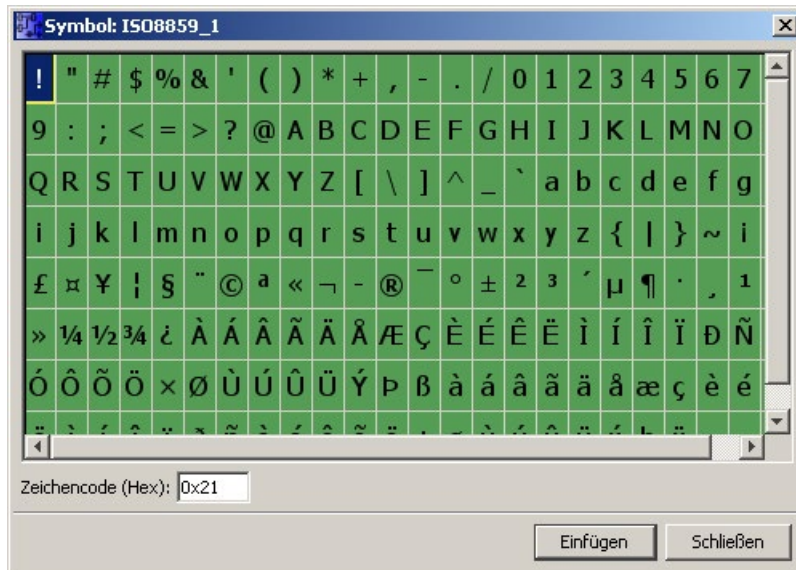 Symbol: ISO8859_1
! " # $ % & ' ( ) * + , - . / 0 1 2 3 4 5 6 7
9 : ; < = > ? @ A B C D E F G H I J K L M N O
Q R S T U V W X Y Z [ \ ] ^ _ ` a b c d e f g
i j k l m n o p q r s t u v w x y z { | } ~ ¡
£ ¤ ¥ ¦ § ¨ © ª « ¬ - ® ¯ ° ± ² ³ ´ µ ¶ · ¸ ¹
» ¼ ½ ¾ ¿ À Á Â Ã Ä Å Æ Ç È É Ê Ë Ì Í Î Ï Ð Ñ
Ó Ô Õ Ö × Ø Ù Ú Û Ü Ý Þ ß à á â ã ä å æ ç è é
Zeichencode (Hex): 0x21
Einfügen Schließen